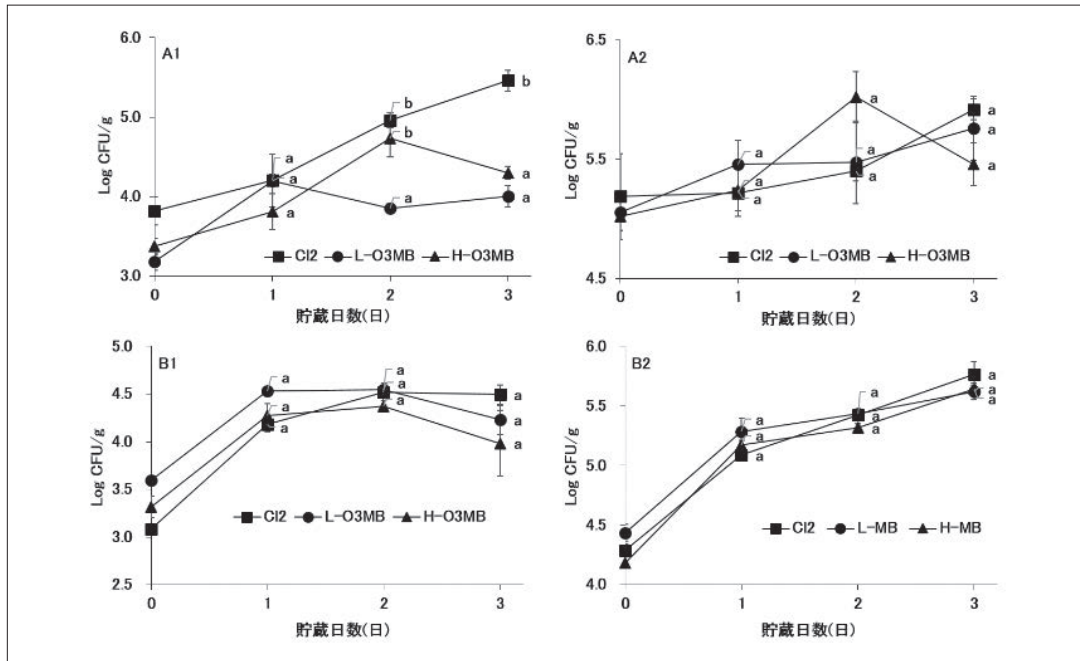 A1
6.0
5.0
4.0
3.0
Log CFU/g
a
a
a
b
b
a
b
a
a
Cl2 L-O3MB H-O3MB
0 1 2 3
貯蔵日数(日)
A2
6.5
5.5
4.5
Log CFU/g
a
a
a
a
a
a
a
a
a
Cl2 L-O3MB H-O3MB
0 1 2 3
貯蔵日数(日)
B1
5.0
4.5
4.0
3.5
3.0
2.5
Log CFU/g
a
a
a
a
a
a
a
a
a
Cl2 L-O3MB H-O3MB
0 1 2 3
貯蔵日数(日)
B2
6.0
5.5
5.0
4.5
4.0
Log CFU/g
a
a
a
a
a
a
a
a
a
Cl2 L-MB H-MB
0 1 2 3
貯蔵日数(日)